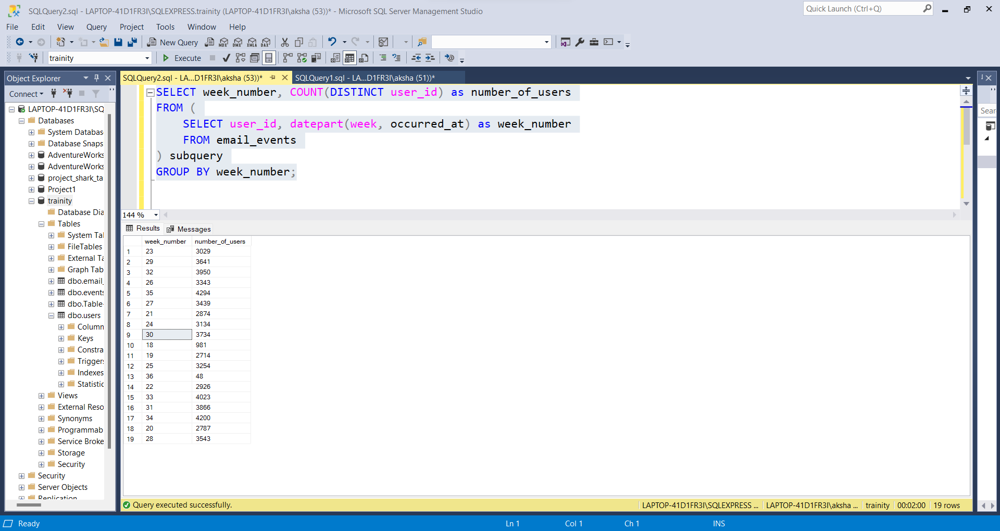 SQLQuery2.sql - LAPTOP-41D1FR3I\SQLEXPRESS.trainity (LAPTOP-41D1FR3I\aksha (53))* - Microsoft SQL Server Management Studio
Quick Launch (Ctrl+Q)
File Edit View Query Project Tools Window Help
New Query
MDX DMX XMLA DAX
trainity
Execute
Object Explorer
Connect
LAPTOP-41D1FR3I\SQ
Databases
System Databas
Database Snaps
AdventureWorks
AdventureWorks
project_shark_ta
Project1
trainity
Database Dia
Tables
System Tal
FileTables
External Ta
Graph Tab
dbo.email_
dbo.events
dbo.Table-
dbo.users
Column
Keys
Constra
Triggers
Indexes
Statistic
Views
External Reso
Synonyms
Programmab
Service Broke
Storage
Security
Security
Server Objects
Replication
SQLQuery2.sql - LA...D1FR3I\aksha (53))*
SQLQuery1.sql - LA...D1FR3I\aksha (51))*
SELECT week_number, COUNT(DISTINCT user_id) as number_of_users
FROM (
SELECT user_id, datepart(week, occurred_at) as week_number
FROM email_events
) subquery
GROUP BY week_number;
144 %
Results Messages
week_number number_of_users
1 23 3029
2 29 3641
3 32 3950
4 26 3343
5 35 4294
6 27 3439
7 21 2874
8 24 3134
9 30 3734
10 18 981
11 19 2714
12 25 3254
13 36 48
14 22 2926
15 33 4023
16 31 3866
17 34 4200
18 20 2787
19 28 3543
Query executed successfully.
LAPTOP-41D1FR3I\SQLEXPRESS ...
LAPTOP-41D1FR3I\aksha ...
trainity
00:02:00
19 rows
Sear
Ready
Ln 1
Col 1
Ch 1
INS